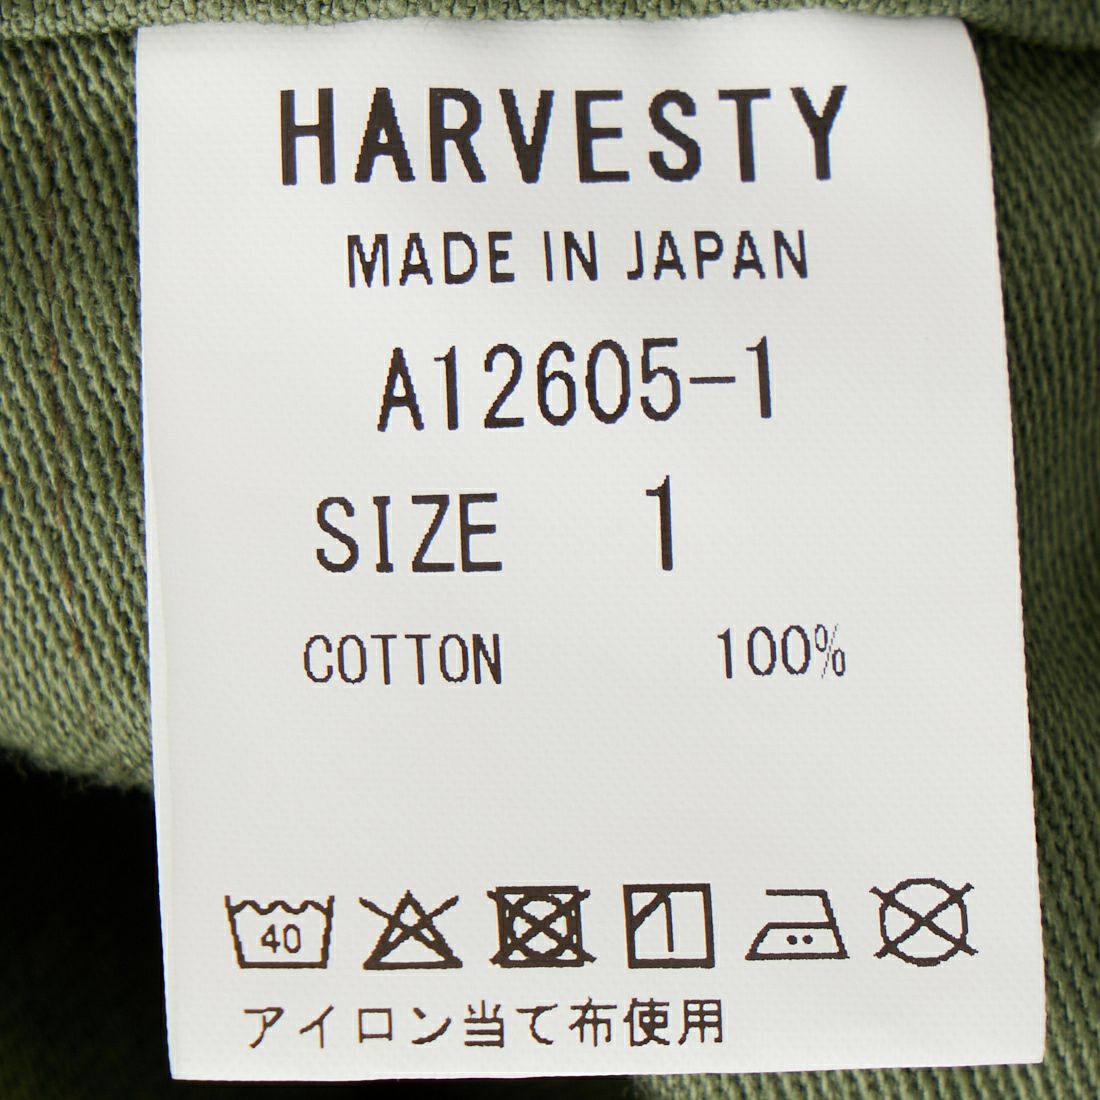 HARVESTY
MADE IN JAPAN
A12605-1
SIZE 1
COTTON 100%
40
アイロン当て布使用